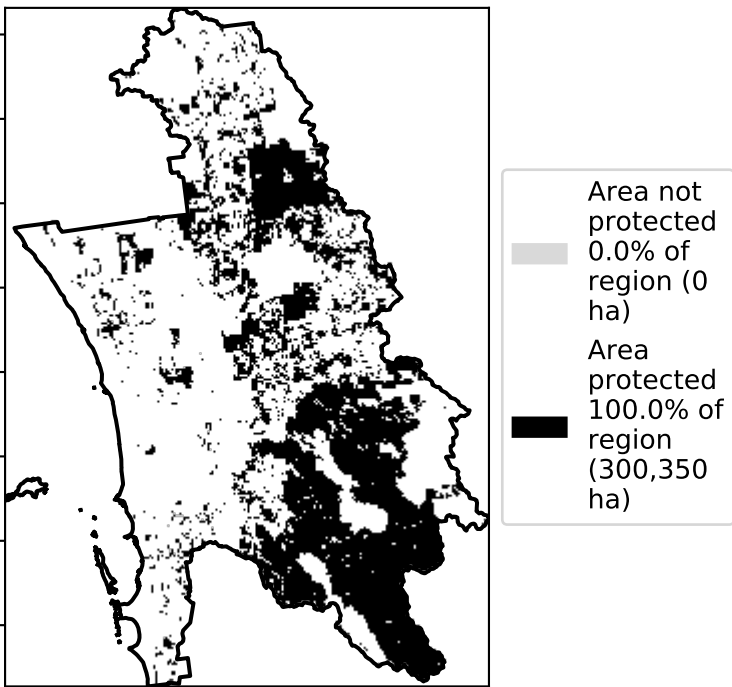 Area not
protected
0.0% of
region (0
ha)
Area
protected
100.0% of
region
(300,350
ha)